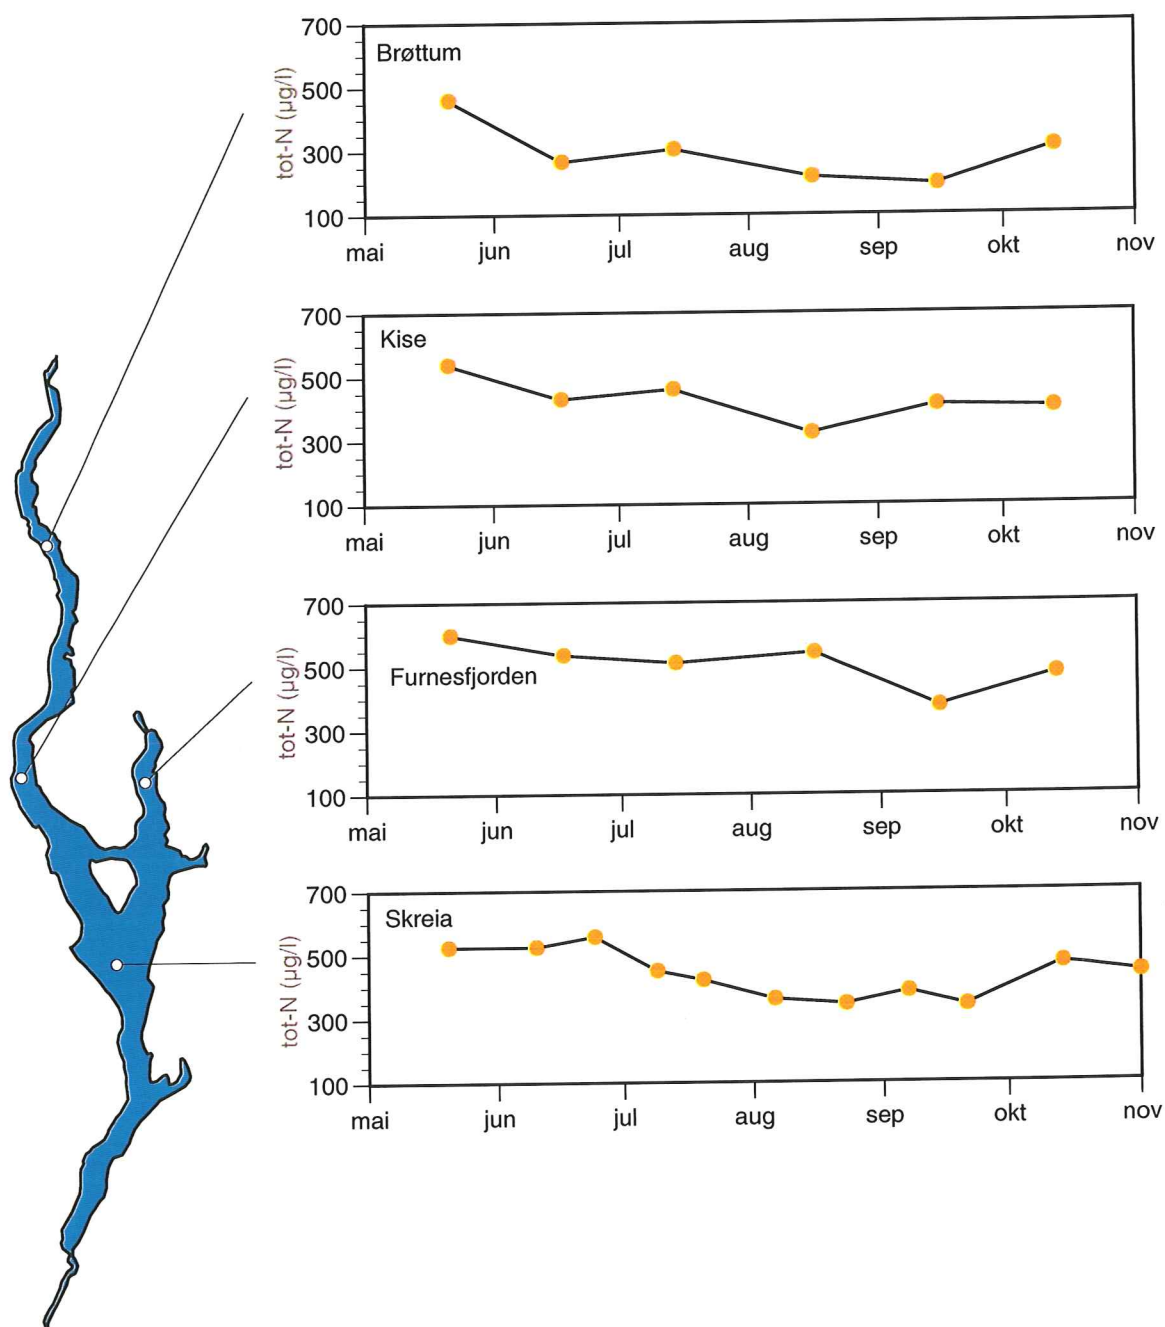 700
Brøttum
500
300
100
tot-N (µg/l)
mai jun jul aug sep okt nov
700
Kise
500
300
100
tot-N (µg/l)
mai jun jul aug sep okt nov
700
500
Furnesfjorden
300
100
tot-N (µg/l)
mai jun jul aug sep okt nov
700
Skreia
500
300
100
tot-N (µg/l)
mai jun jul aug sep okt nov